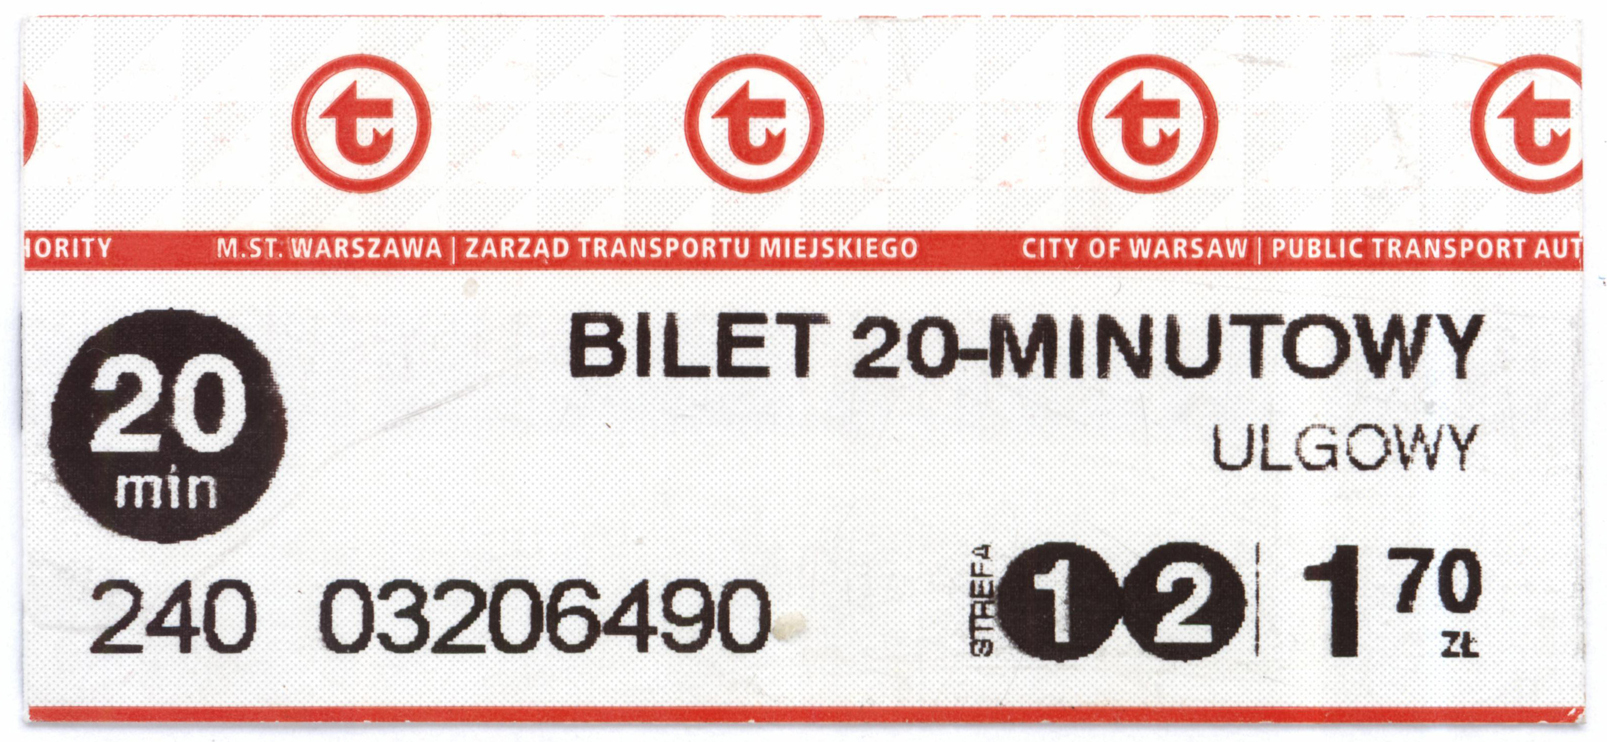 HORITY M.ST. WARSZAWA | ZARZĄD TRANSPORTU MIEJSKIEGO CITY OF WARSAW | PUBLIC TRANSPORT AUT
BILET 20-MINUTOWY
20
min
ULGOWY
240 03206490
STREFA 1 2 | 1 70
ZŁ